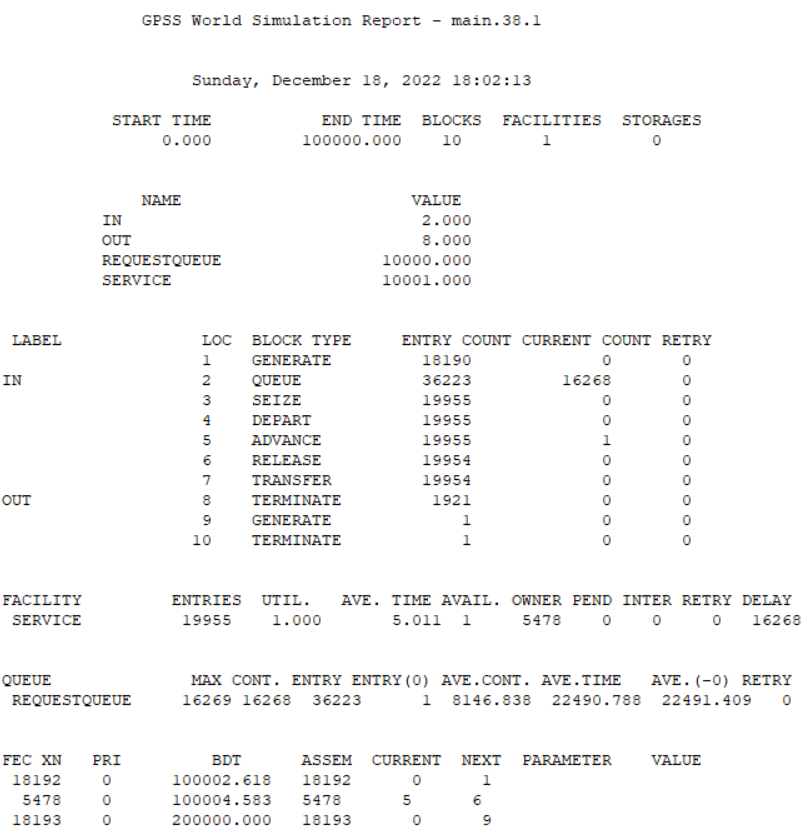 GPSS World Simulation Report - main.38.1
Sunday, December 18, 2022 18:02:13
START TIME END TIME BLOCKS FACILITIES STORAGES
0.000 100000.000 10 1 0
NAME VALUE
IN 2.000
OUT 8.000
REQUESTQUEUE 10000.000
SERVICE 10001.000
LABEL LOC BLOCK TYPE ENTRY COUNT CURRENT COUNT RETRY
1 GENERATE 18190 0 0
IN 2 QUEUE 36223 16268 0
3 SEIZE 19955 0 0
4 DEPART 19955 0 0
5 ADVANCE 19955 1 0
6 RELEASE 19954 0 0
7 TRANSFER 19954 0 0
OUT 8 TERMINATE 1921 0 0
9 GENERATE 1 0 0
10 TERMINATE 1 0 0
FACILITY ENTRIES UTIL. AVE. TIME AVAIL. OWNER PEND INTER RETRY DELAY
SERVICE 19955 1.000 5.011 1 5478 0 0 0 16268
QUEUE MAX CONT. ENTRY ENTRY(0) AVE.CONT. AVE.TIME AVE.(-0) RETRY
REQUESTQUEUE 16269 16268 36223 1 8146.838 22490.788 22491.409 0
FEC XN PRI BDT ASSEM CURRENT NEXT PARAMETER VALUE
18192 0 100002.618 18192 0 1
5478 0 100004.583 5478 5 6
18193 0 200000.000 18193 0 9